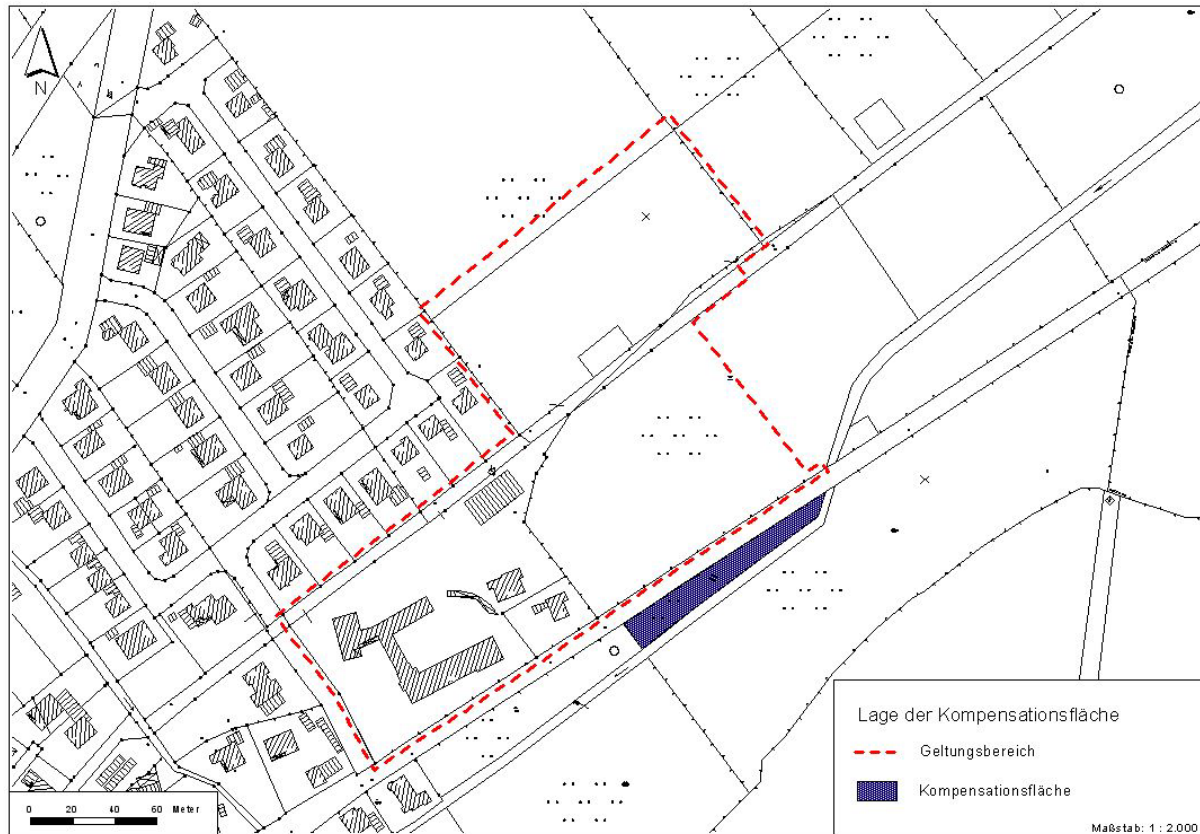 N
Lage der Kompensationsfläche
Geltungsbereich
Kompensationsfläche
0 20 40 60 Meter
Maßstab: 1 : 2.000